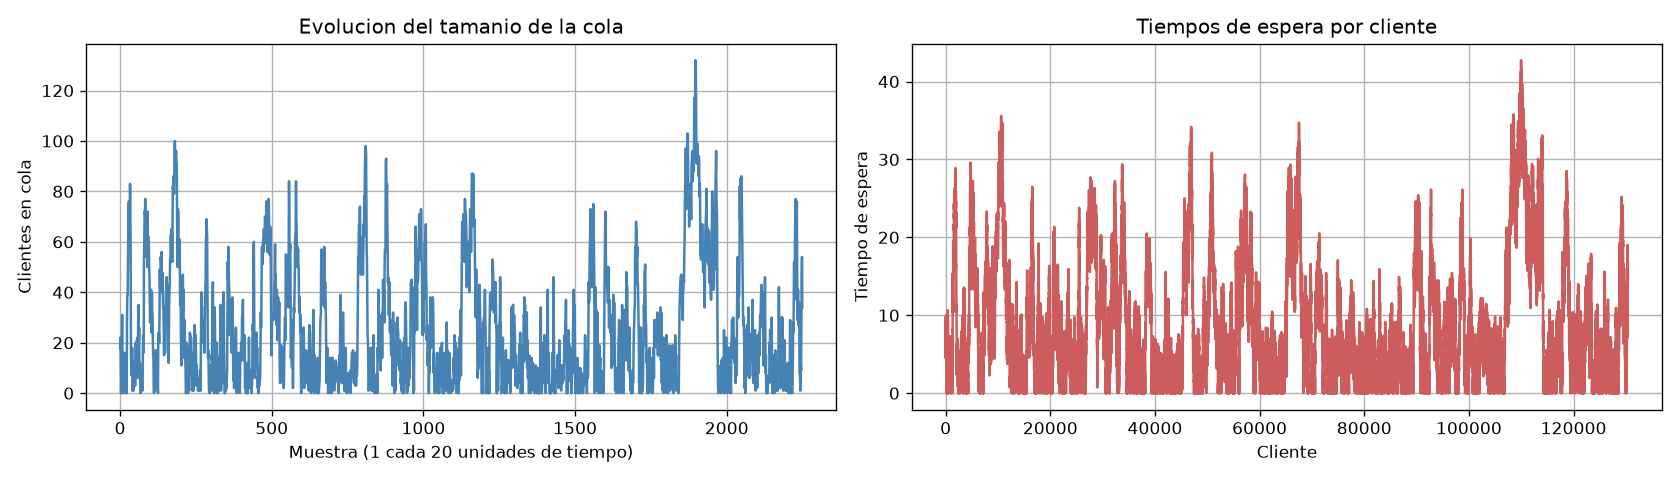 Evolucion del tamanio de la cola
Clientes en cola
120
100
80
60
40
20
0
0 500 1000 1500 2000
Muestra (1 cada 20 unidades de tiempo)
Tiempos de espera por cliente
Tiempo de espera
40
30
20
10
0
0 20000 40000 60000 80000 100000 120000
Cliente